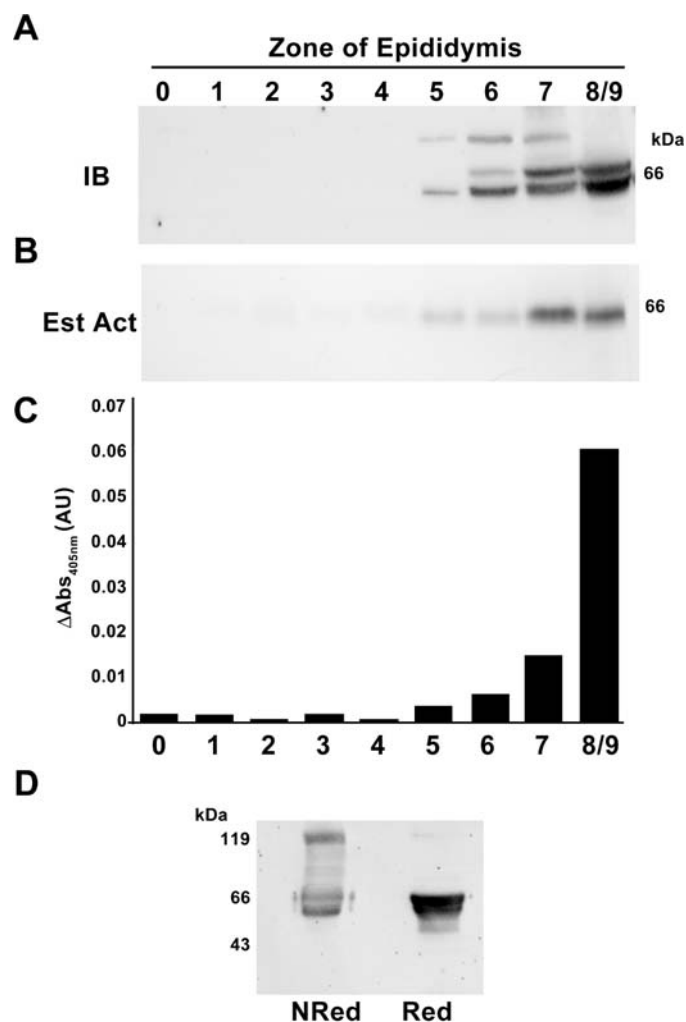 A
Zone of Epididymis
0 1 2 3 4 5 6 7 8/9
kDa
IB
66
B
Est Act
66
C
0.07
0.06
0.05
0.04
0.03
0.02
0.01
0
ΔAbs405nm (AU)
0 1 2 3 4 5 6 7 8/9
D
kDa
119
66
43
NRed Red